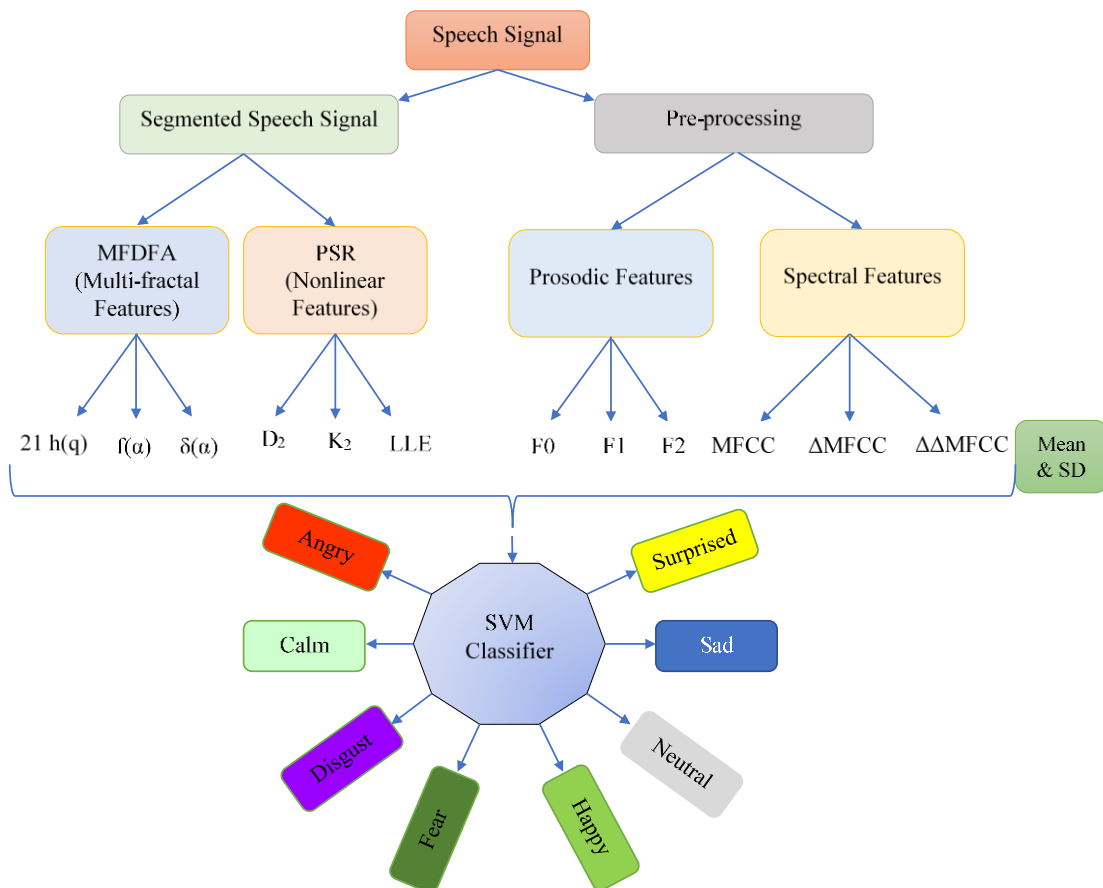 Speech Signal
Segmented Speech Signal
Pre-processing
MFDFA
(Multi-fractal
Features)
PSR
(Nonlinear
Features)
Prosodic Features
Spectral Features
21 h(q)
f(α)
δ(α)
D₂
K₂
LLE
F0
F1
F2
MFCC
ΔMFCC
ΔΔMFCC
Mean
& SD
Angry
Surprised
SVM
Classifier
Calm
Sad
Disgust
Neutral
Fear
Happy